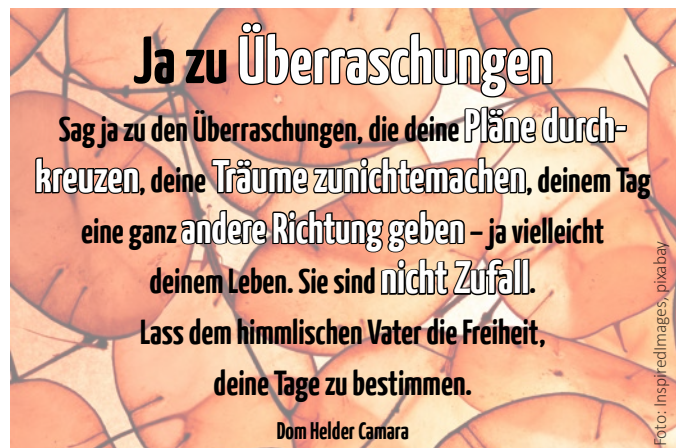 Ja zu Überraschungen
Sag ja zu den Überraschungen, die deine Pläne durch-
kreuzen, deine Träume zunichtemachen, deinem Tag
eine ganz andere Richtung geben – ja vielleicht
deinem Leben. Sie sind nicht Zufall.
Lass dem himmlischen Vater die Freiheit,
deine Tage zu bestimmen.
Dom Helder Camara
Foto: InspiredImages, pixabay